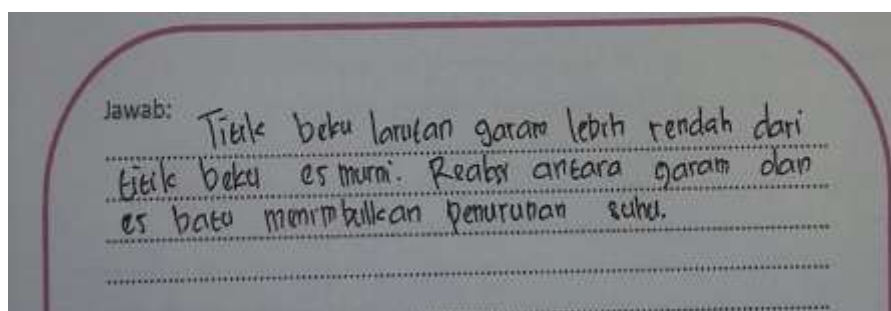 Jawab:
Titik beku larutan garam lebih rendah dari
titik beku es murni. Reaksi antara garam dan
es batu menimbulkan penurunan suhu.